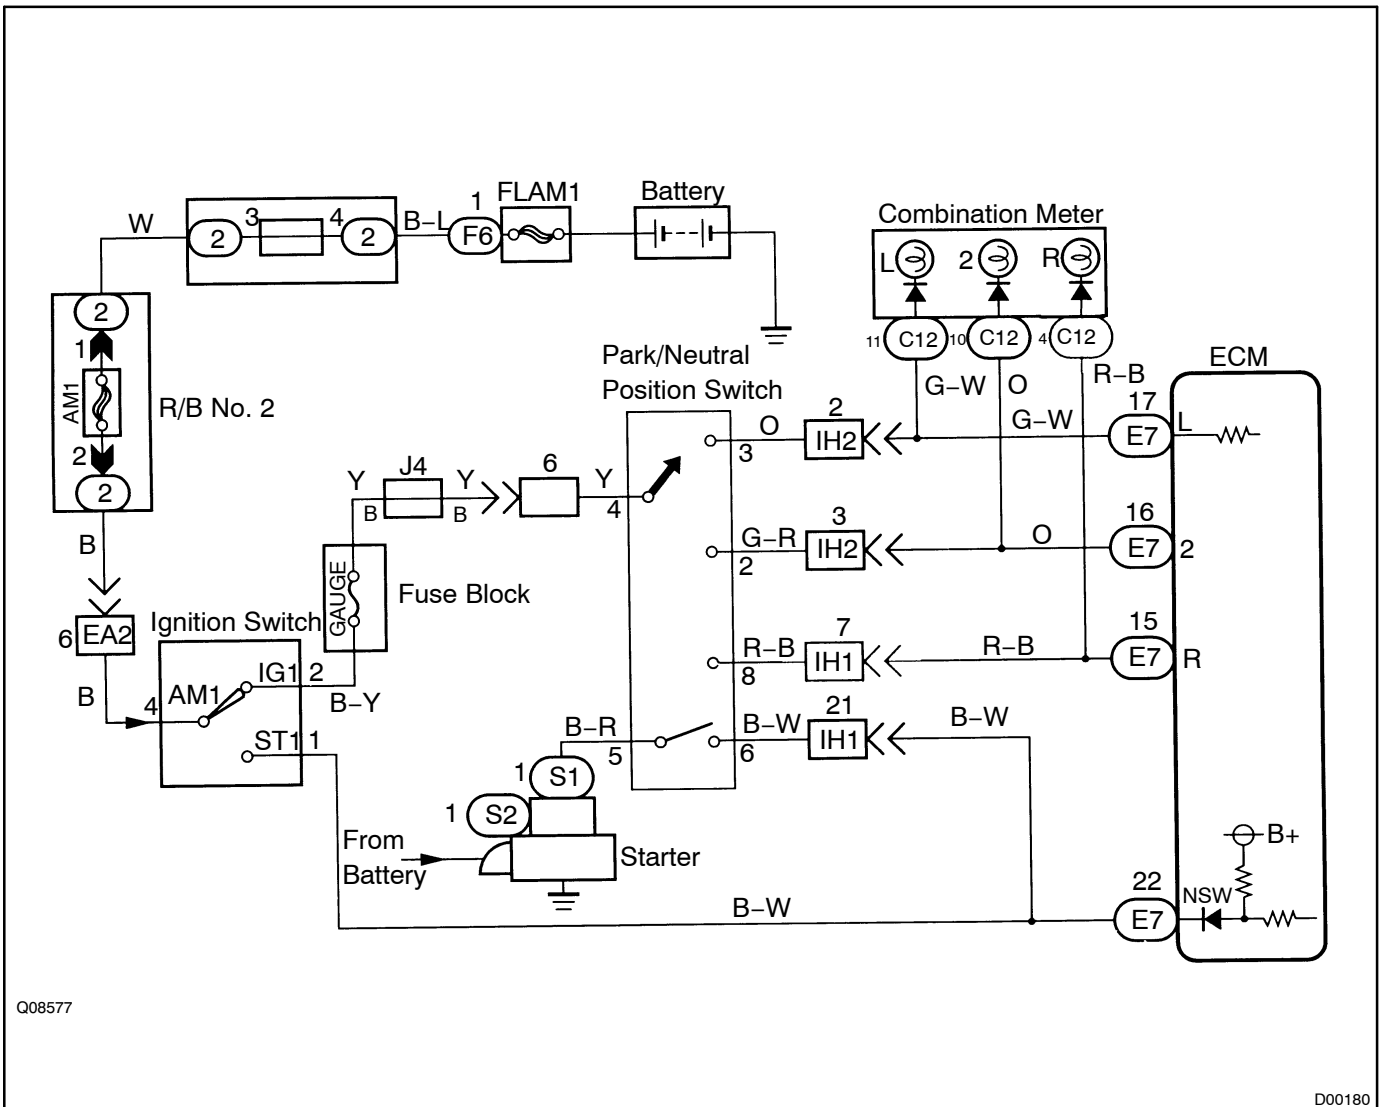 W
2
3
4
2
B–L
1
F6
FLAM1
Battery
Combination Meter
L
2
R
11
C12
10
C12
4
C12
G–W
O
R–B
ECM
2
1
AM1
2
2
R/B No. 2
B
6
EA2
B
Ignition Switch
4
AM1
IG1
2
B–Y
ST1
1
GAUGE
Fuse Block
Y
B
J4
Y
B
6
Y
4
Park/Neutral
Position Switch
3
O
2
IH2
G–W
17
E7
L
2
G–R
3
IH2
O
16
E7
2
8
R–B
7
IH1
R–B
15
E7
R
B–R
5
6
B–W
21
IH1
B–W
1
S1
1
S2
From
Battery
Starter
B–W
22
E7
NSW
B+
Q08577
D00180